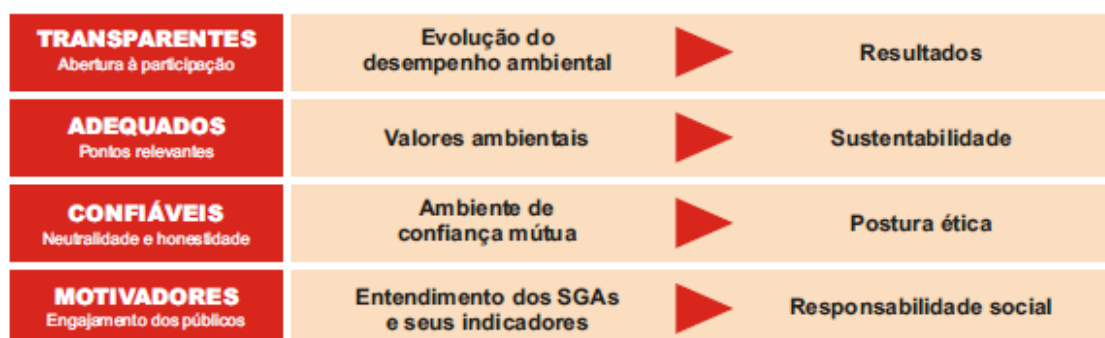 TRANSPARENTES
Abertura à participação
Evolução do
desempenho ambiental
Resultados
ADEQUADOS
Pontos relevantes
Valores ambientais
Sustentabilidade
CONFIÁVEIS
Neutralidade e honestidade
Ambiente de
confiança mútua
Postura ética
MOTIVADORES
Engajamento dos públicos
Entendimento dos SGAs
e seus indicadores
Responsabilidade social